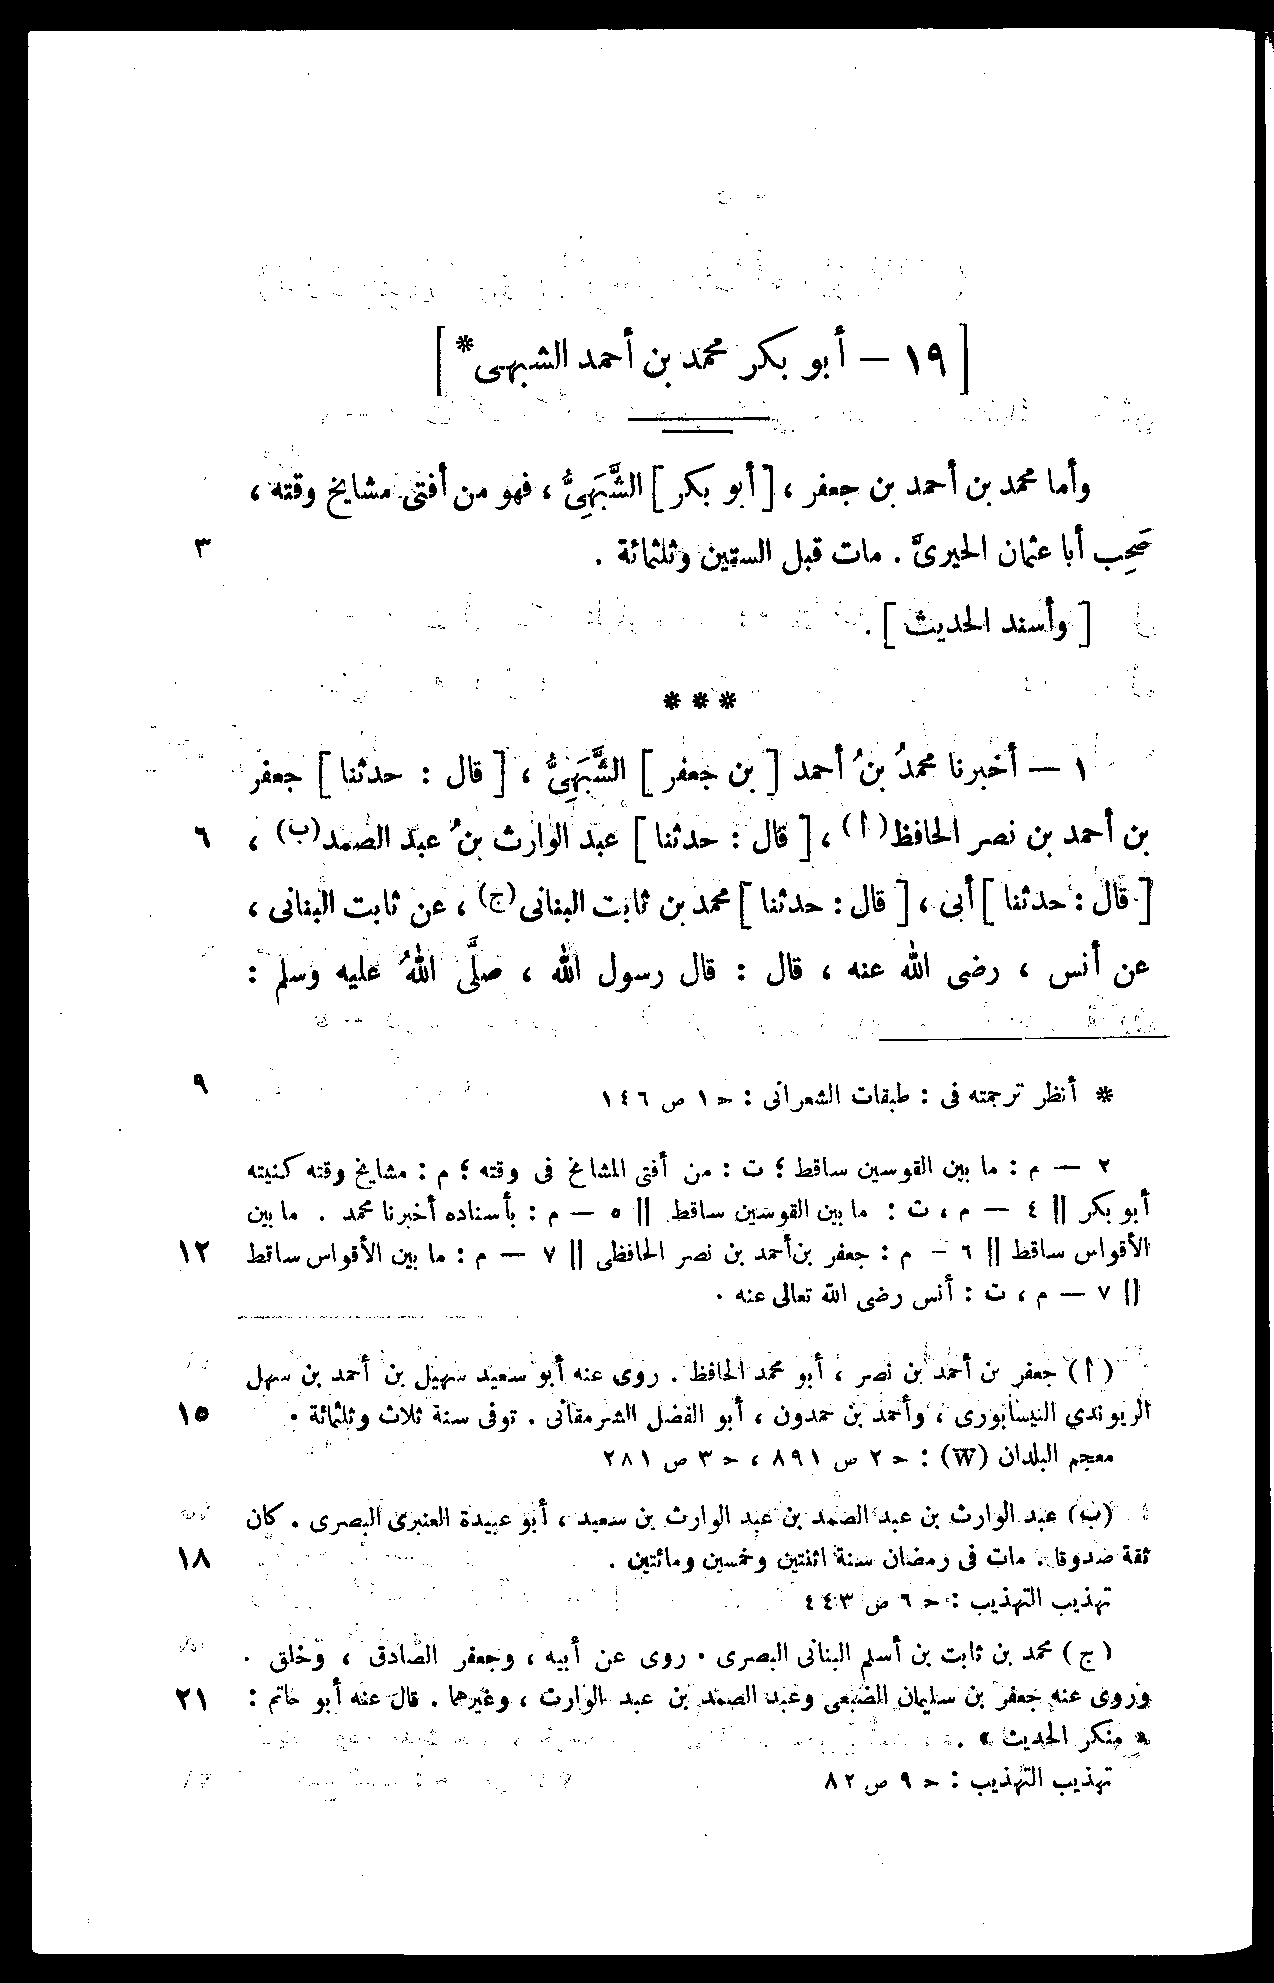 [ ١٩ — أبو بكر محمد بن أحمد الشبهى* ]
وأما محمد بن أحمد بن جعفر ، [ أبو بكر ] الشَّبَهِىُّ ، فهو من أفتى مشايخ وقته ،
صَحِب أبا عثمان الحيرىَّ . مات قبل الستين وثلثمائة .
٣
[ وأسند الحديث ] .
* * *
١ — أخبرنا محمدُ بنُ أحمد [ بن جعفر ] الشَّبَهِىُّ ، [ قال : حدثنا ] جعفر
بن أحمد بن نصر الحافظ(أ) ، [ قال : حدثنا ] عبد الوارث بنُ عبد الصمد(ب) ،
٦
[ قال : حدثنا ] أبى ، [ قال : حدثنا ] محمد بن ثابت البنانى(ج) ، عن ثابت البنانى ،
عن أنس ، رضى الله عنه ، قال : قال رسول الله ، صلَّى اللهُ عليه وسلم :
٩
* أنظر ترجمته فى : طبقات الشعرانى : ح ١ ص ١٤٦
٢ — م : ما بين القوسين ساقط ؛ ت : من أفتى المشايخ فى وقته ؛ م : مشايخ وقته كنيته
أبو بكر || ٤ — م ، ت : ما بين القوسين ساقط || ٥ — م : بأسناده أخبرنا محمد . ما بين
الأقواس ساقط || ٦ — م : جعفر بن أحمد بن نصر الحافظى || ٧ — م : ما بين الأقواس ساقط
١٢
|| ٧ — م ، ت : أنس رضى الله تعالى عنه .
(أ) جعفر بن أحمد بن نصر ، أبو محمد الحافظ . روى عنه أبو سعيد سهيل بن أحمد بن سهل
الريوندي النيسابورى ، وأحمد بن حمدون ، أبو الفضل الشرمقانى . توفى سنة ثلاث وثلثمائة .
١٥
معجم البلدان (W) : ح ٢ ص ٨٩١ ، ح ٣ ص ٢٨١
(ب) عبد الوارث بن عبد الصمد بن عبد الوارث بن سعيد ، أبو عبيدة العنبرى البصرى . كان
ثقة صدوقا . مات فى رمضان سنة اثنتين وخمسين ومائتين .
١٨
تهذيب التهذيب : ح ٦ ص ٤٤٣
(ج) محمد بن ثابت بن أسلم البنانى البصرى . روى عن أبيه ، وجعفر الصادق ، وخلق .
وروى عنه جعفر بن سليمان الضبعى وعبد الصمد بن عبد الوارث ، وغيرهما . قال عنه أبو حاتم :
٢١
« منكر الحديث » .
تهذيب التهذيب : ح ٩ ص ٨٢